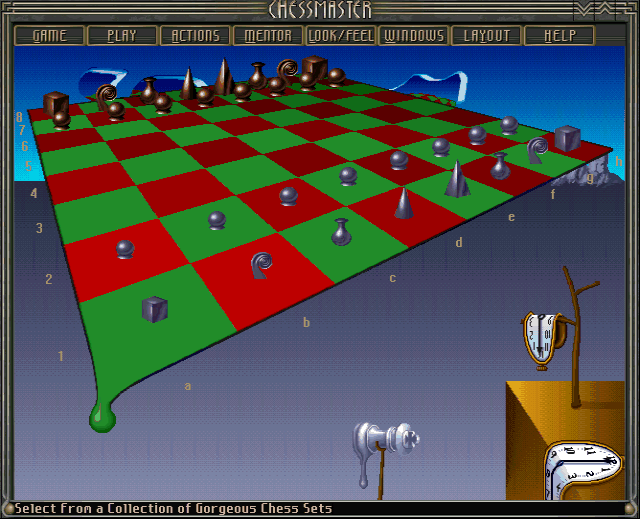 CHESSMASTER
GAME PLAY ACTIONS MENTOR LOOK/FEEL WINDOWS LAYOUT HELP
8
7
6
5
4
3
2
1
a
b
c
d
e
f
g
h
SELECT FROM A COLLECTION OF GORGEOUS CHESS SETS